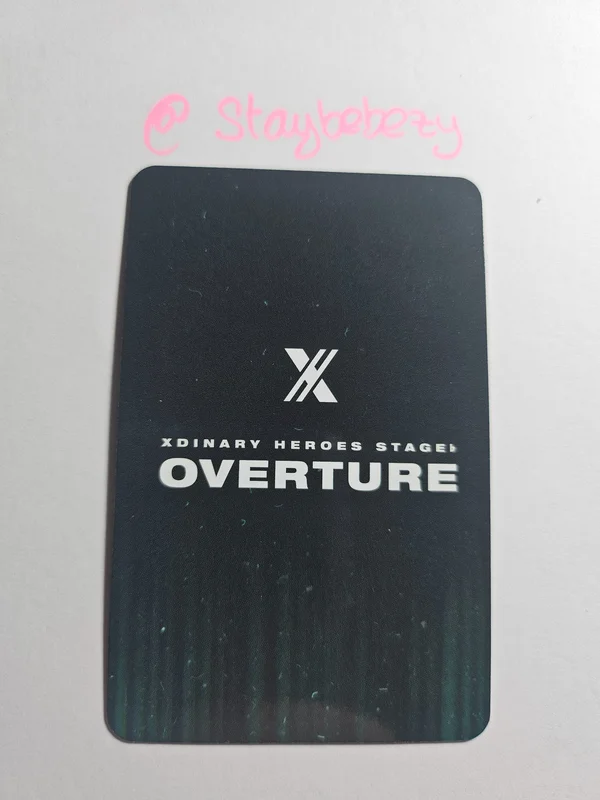 @ Staybebezy
X
XDINARY HEROES STAGE♭
OVERTURE